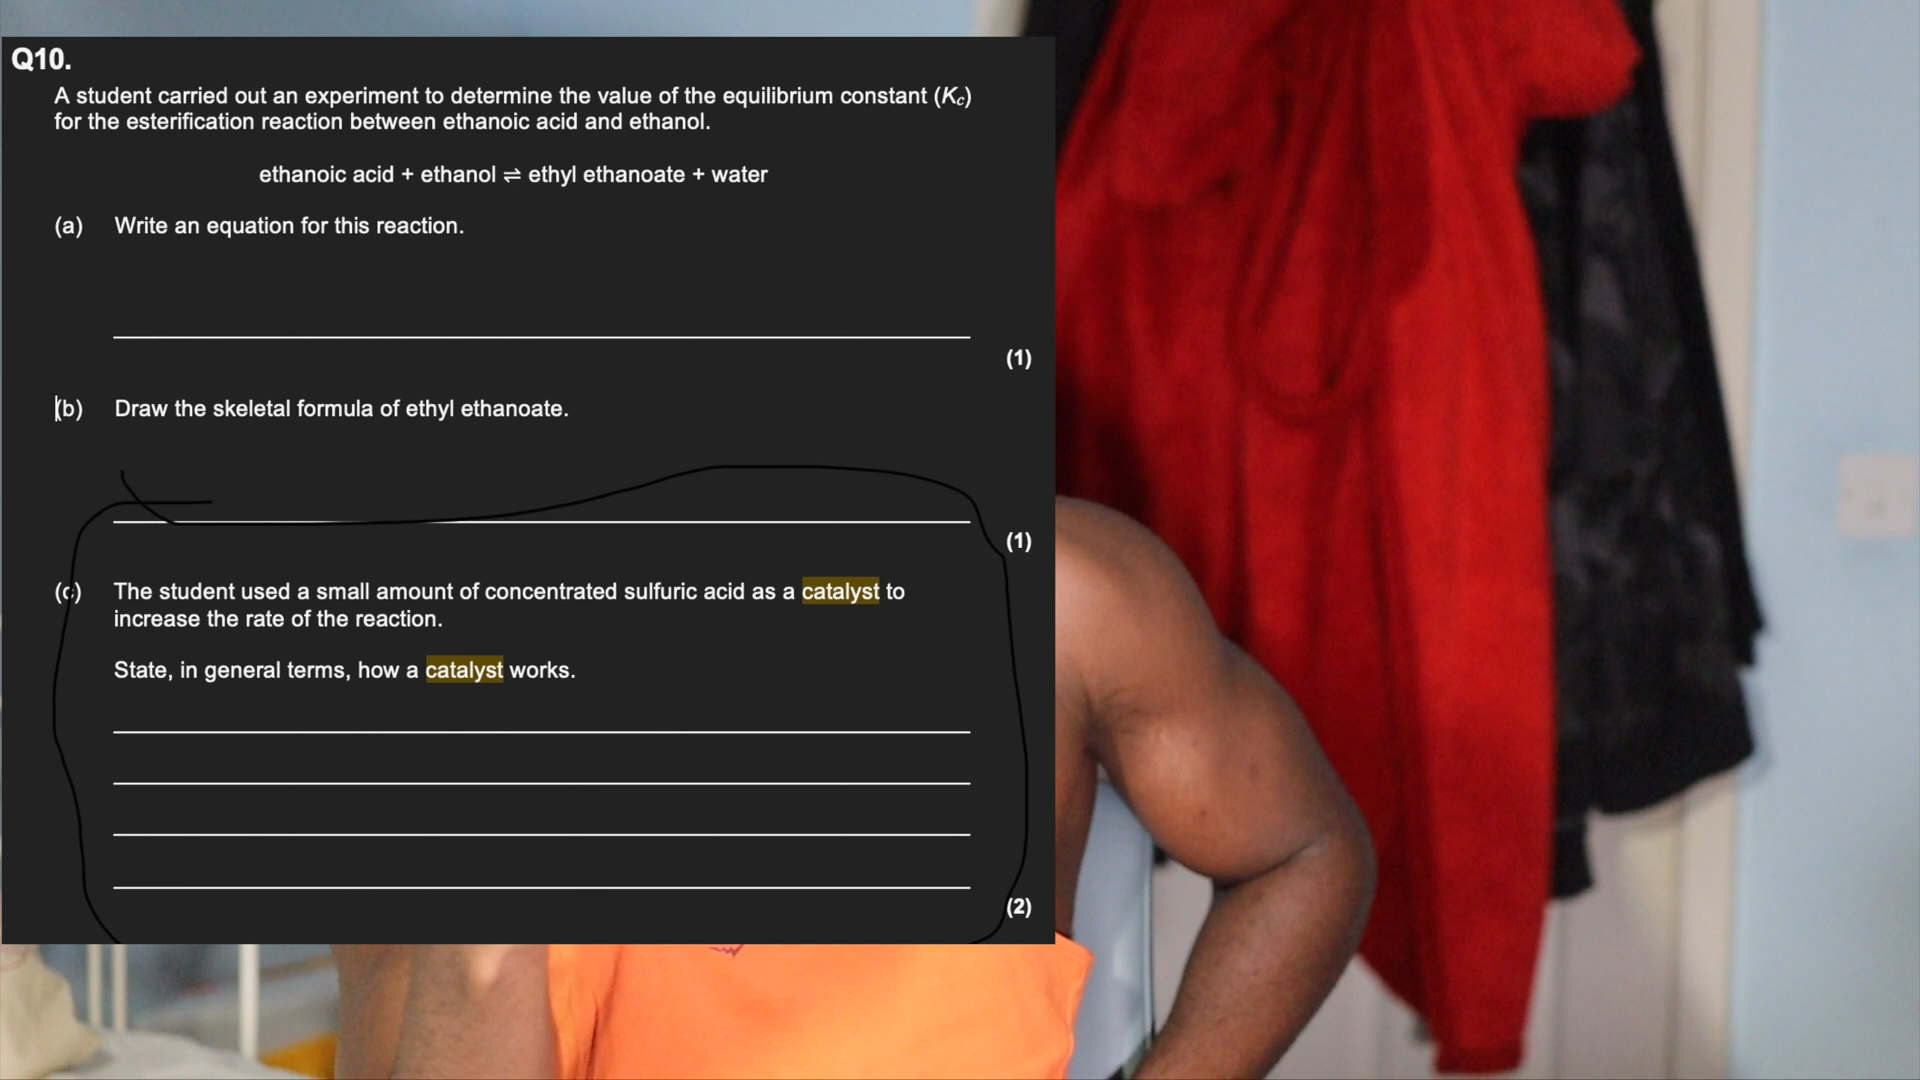 Q10.
A student carried out an experiment to determine the value of the equilibrium constant (Kc)
for the esterification reaction between ethanoic acid and ethanol.
ethanoic acid + ethanol ⇌ ethyl ethanoate + water
(a) Write an equation for this reaction.
(1)
(b) Draw the skeletal formula of ethyl ethanoate.
(1)
(c) The student used a small amount of concentrated sulfuric acid as a catalyst to
increase the rate of the reaction.
State, in general terms, how a catalyst works.
(2)